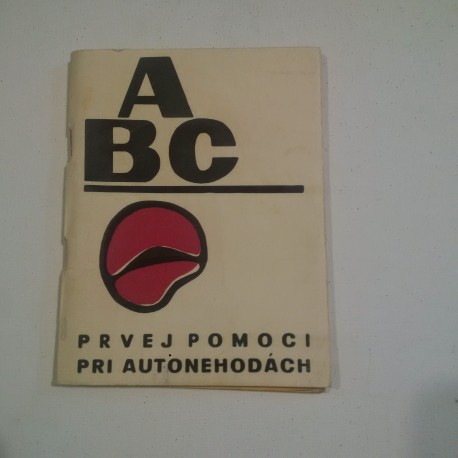 A
BC
PRVEJ POMOCI
PRI AUTONEHODÁCH